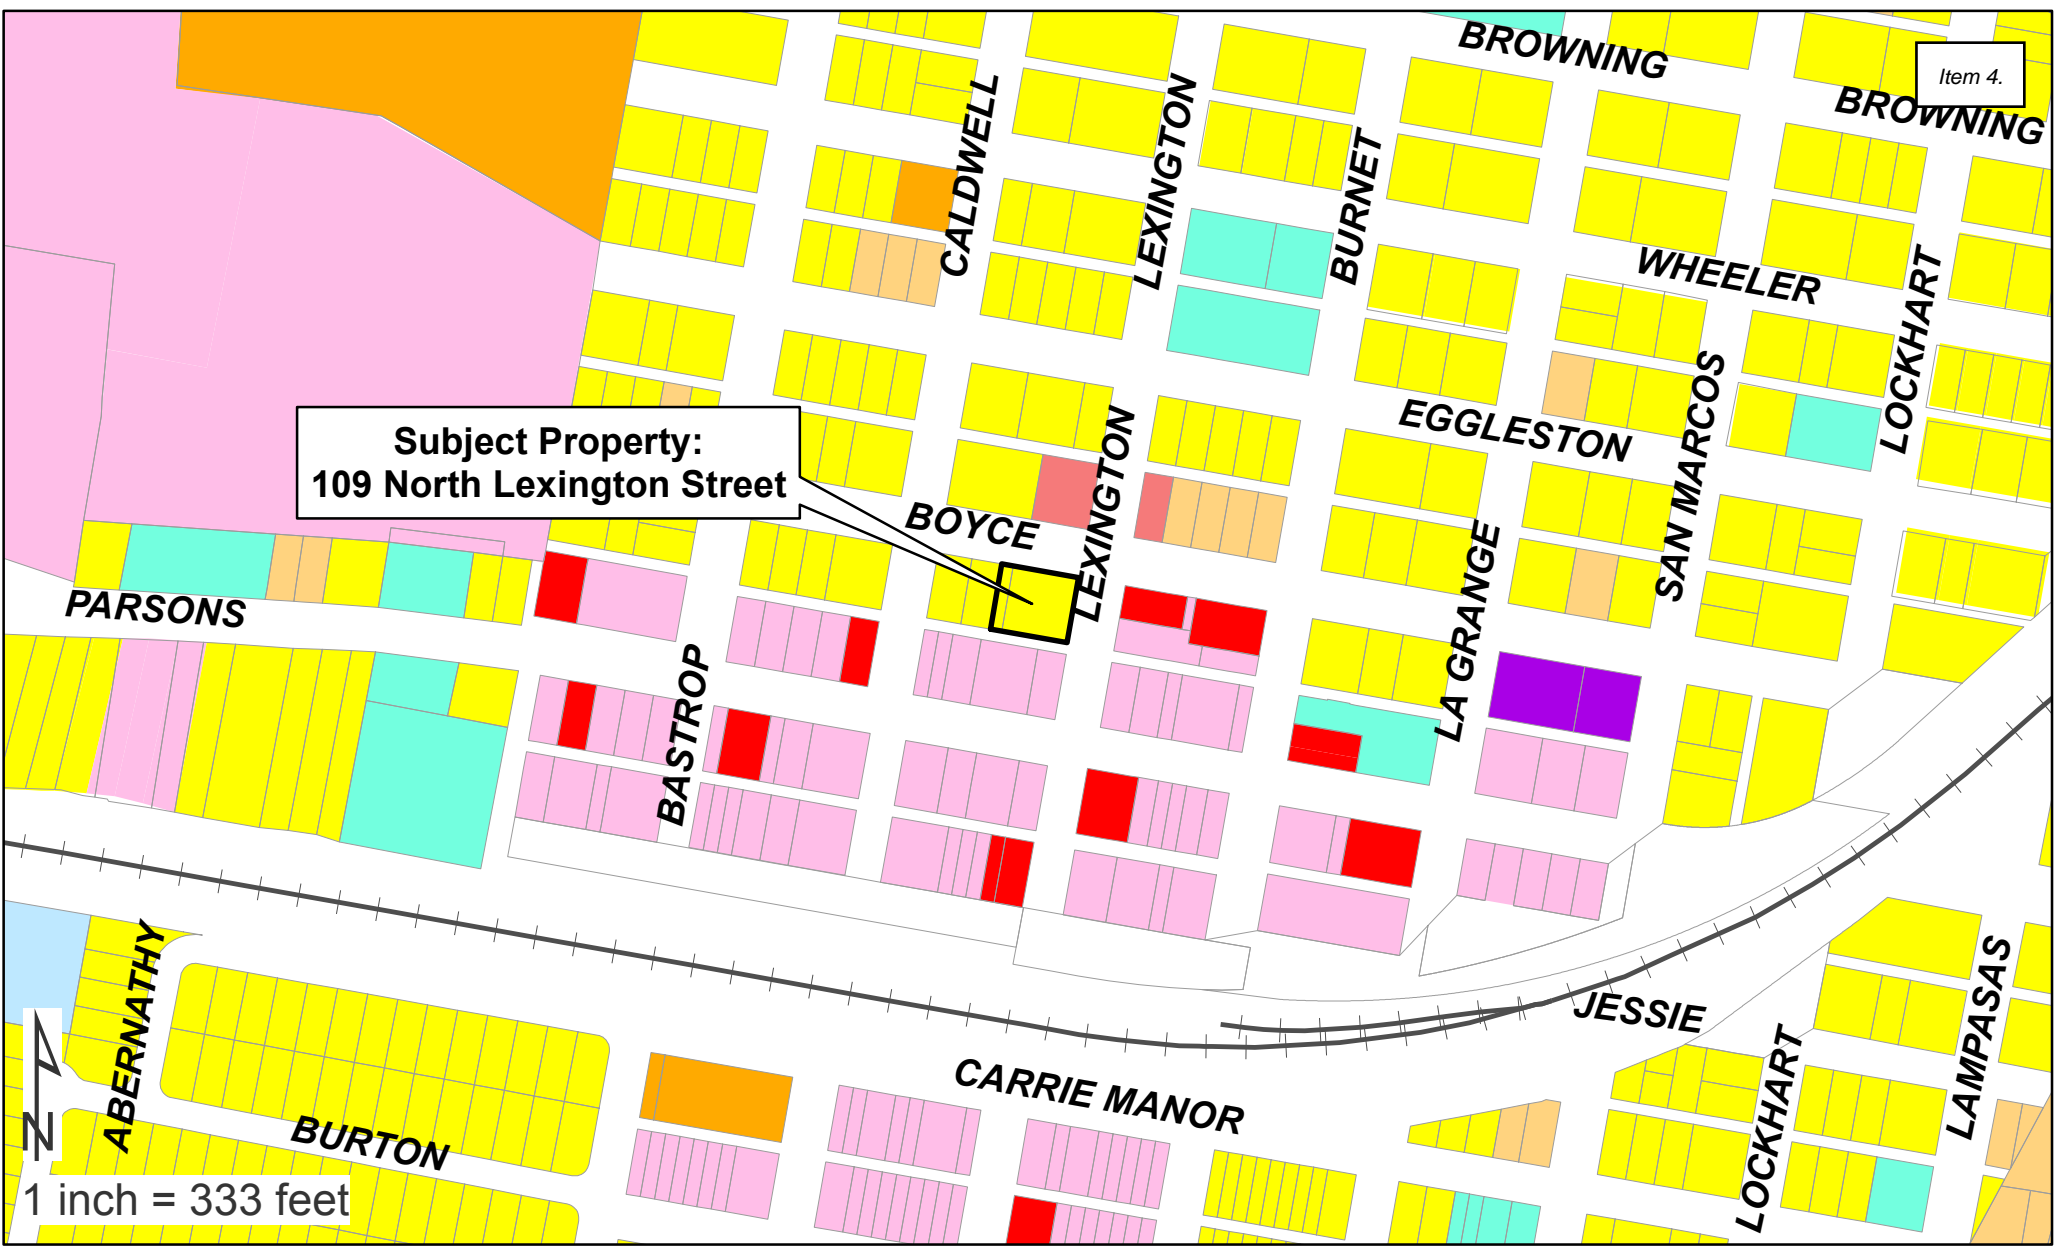 BROWNING
Item 4.
BROWNING
CALDWELL
LEXINGTON
BURNET
WHEELER
LOCKHART
EGGLESTON
SAN MARCOS
Subject Property:
109 North Lexington Street
BOYCE
LEXINGTON
LA GRANGE
PARSONS
BASTROP
ABERNATHY
JESSIE
LAMPASAS
CARRIE MANOR
LOCKHART
BURTON
N
1 inch = 333 feet